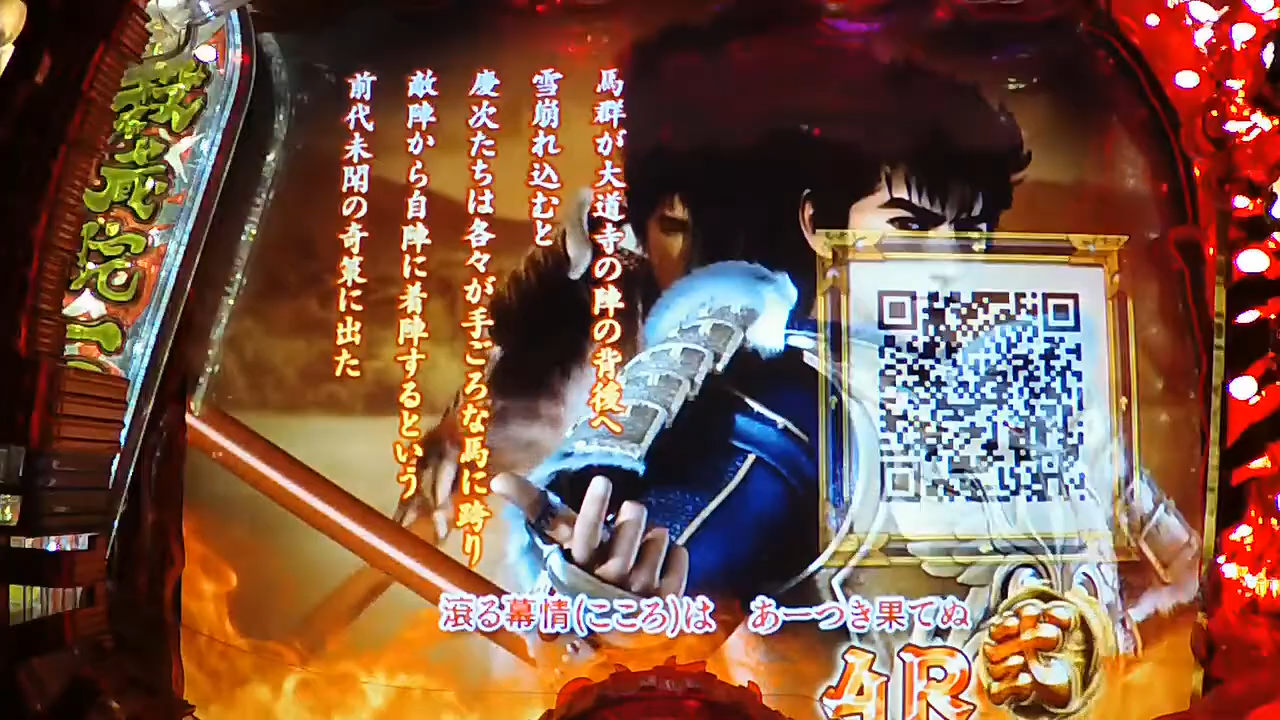 馬群が大道寺の陣の背後へ
雪崩れ込むと
慶次たちは各々が手ごろな馬に跨り
敵陣から自陣に着陣するという
前代未聞の奇策に出た
滾る慕情(こころ)は あーつき果てぬ
4R
弐